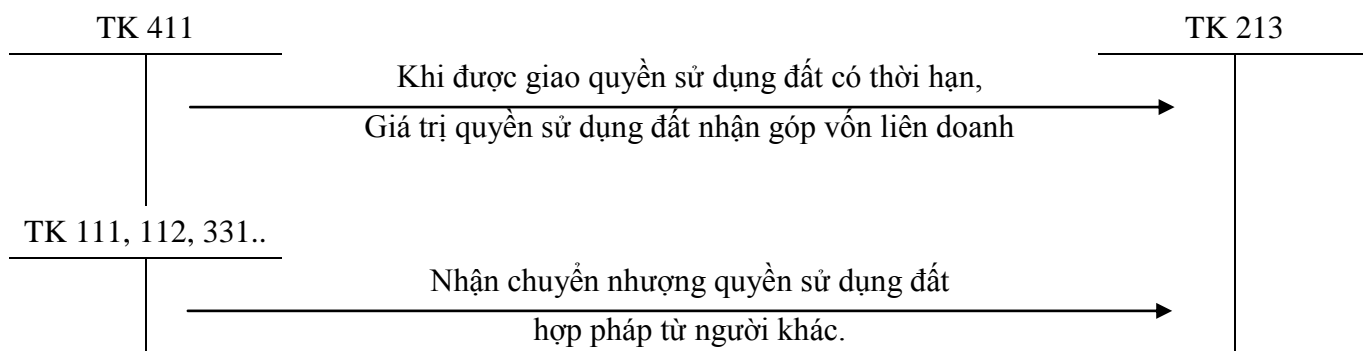 TK 411
TK 213
Khi được giao quyền sử dụng đất có thời hạn,
Giá trị quyền sử dụng đất nhận góp vốn liên doanh
TK 111, 112, 331..
Nhận chuyển nhượng quyền sử dụng đất
hợp pháp từ người khác.